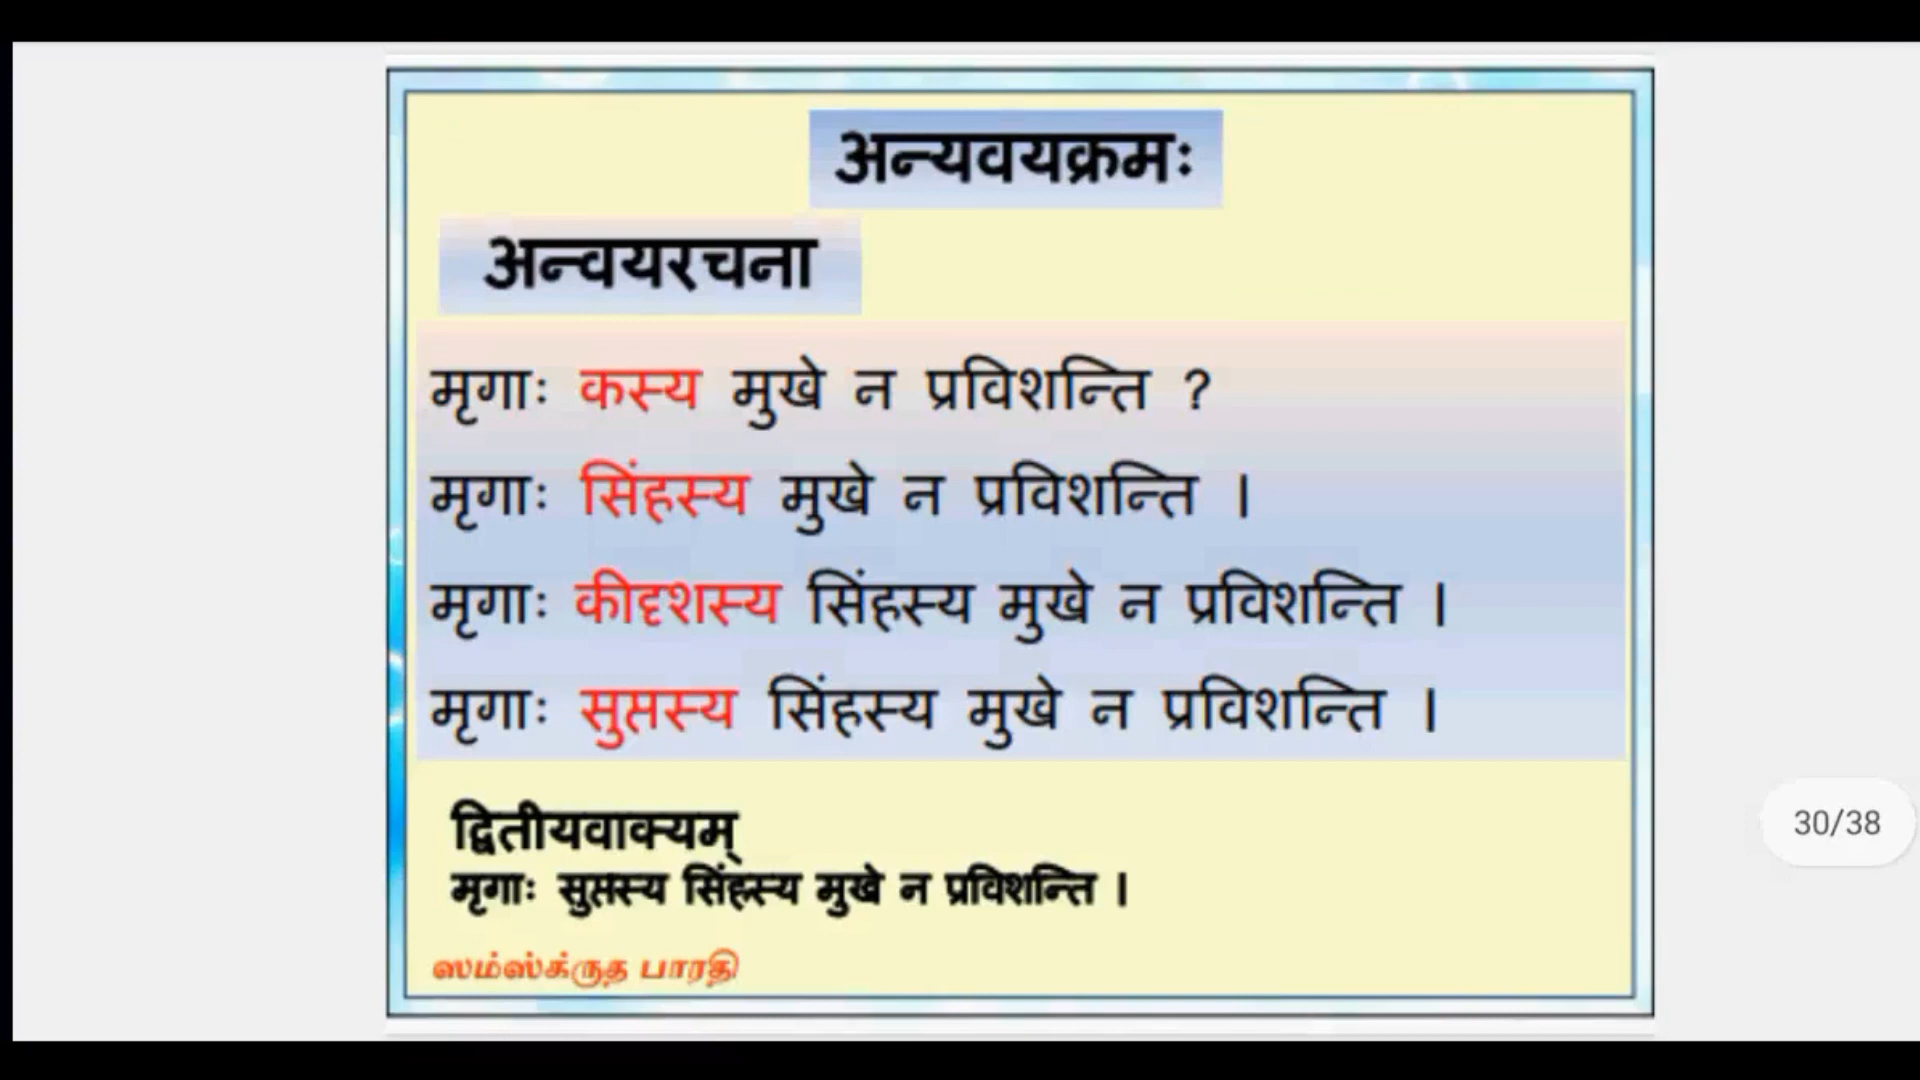 अन्यवयक्रमः
अन्वयरचना
मृगाः कस्य मुखे न प्रविशन्ति ?
मृगाः सिंहस्य मुखे न प्रविशन्ति ।
मृगाः कीदृशस्य सिंहस्य मुखे न प्रविशन्ति ।
मृगाः सुप्तस्य सिंहस्य मुखे न प्रविशन्ति ।
द्वितीयवाक्यम्
मृगाः सुप्तस्य सिंहस्य मुखे न प्रविशन्ति ।
ஸம்ஸ்க்ருத பாரதி
30/38